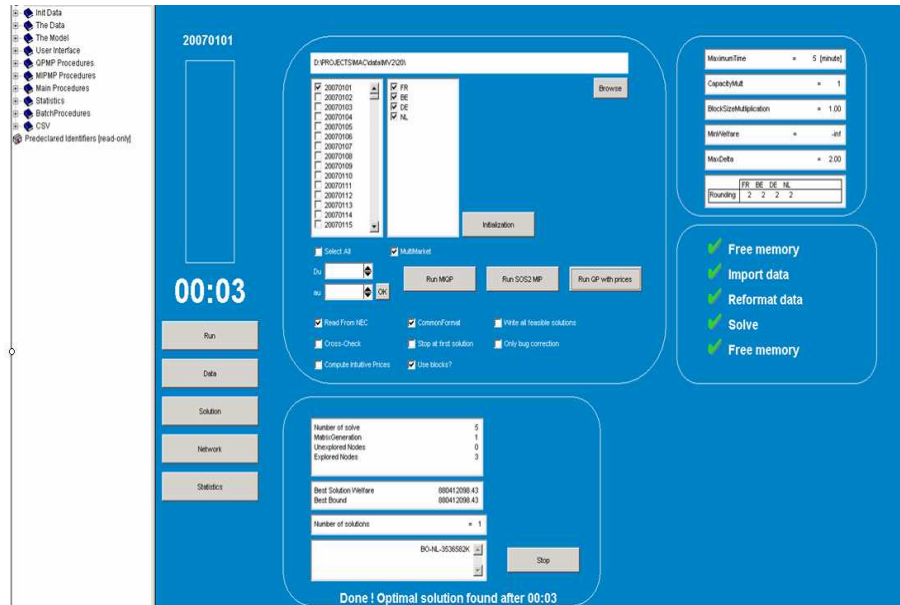 Init Data
The Data
The Model
User Interface
QPMP Procedures
MIPMP Procedures
Main Procedures
Statistics
BatchProcedures
CSV
Predeclared Identifiers [read-only]
20070101
00:03
Run
Data
Solution
Network
Statistics
D:\PROJECTS\MAC\data\MV2\20\
Browse
20070101
20070102
20070103
20070104
20070105
20070106
20070107
20070108
20070109
20070110
20070111
20070112
20070113
20070114
20070115
FR
BE
DE
NL
Initialization
Select All
MultiMarket
Du
au
OK
Run MIQP
Run SOS2 MIP
Run QP with prices
Read From NEC
CommonFormat
Write all feasible solutions
Cross-Check
Stop at first solution
Only bug correction
Compute Intuitive Prices
Use blocks?
MaximumTime = 5 [minute]
CapacityMult = 1
BlockSizeMultiplication = 1.00
MinWelfare = -inf
MaxDelta = 2.00
FR BE DE NL
Rounding 2 2 2 2
Free memory
Import data
Reformat data
Solve
Free memory
Number of solve 5
MatrixGeneration 1
Unexplored Nodes 0
Explored Nodes 3
Best Solution Welfare 880412098.43
Best Bound 880412098.43
Number of solutions = 1
BO-NL-3536582K
Stop
Done ! Optimal solution found after 00:03